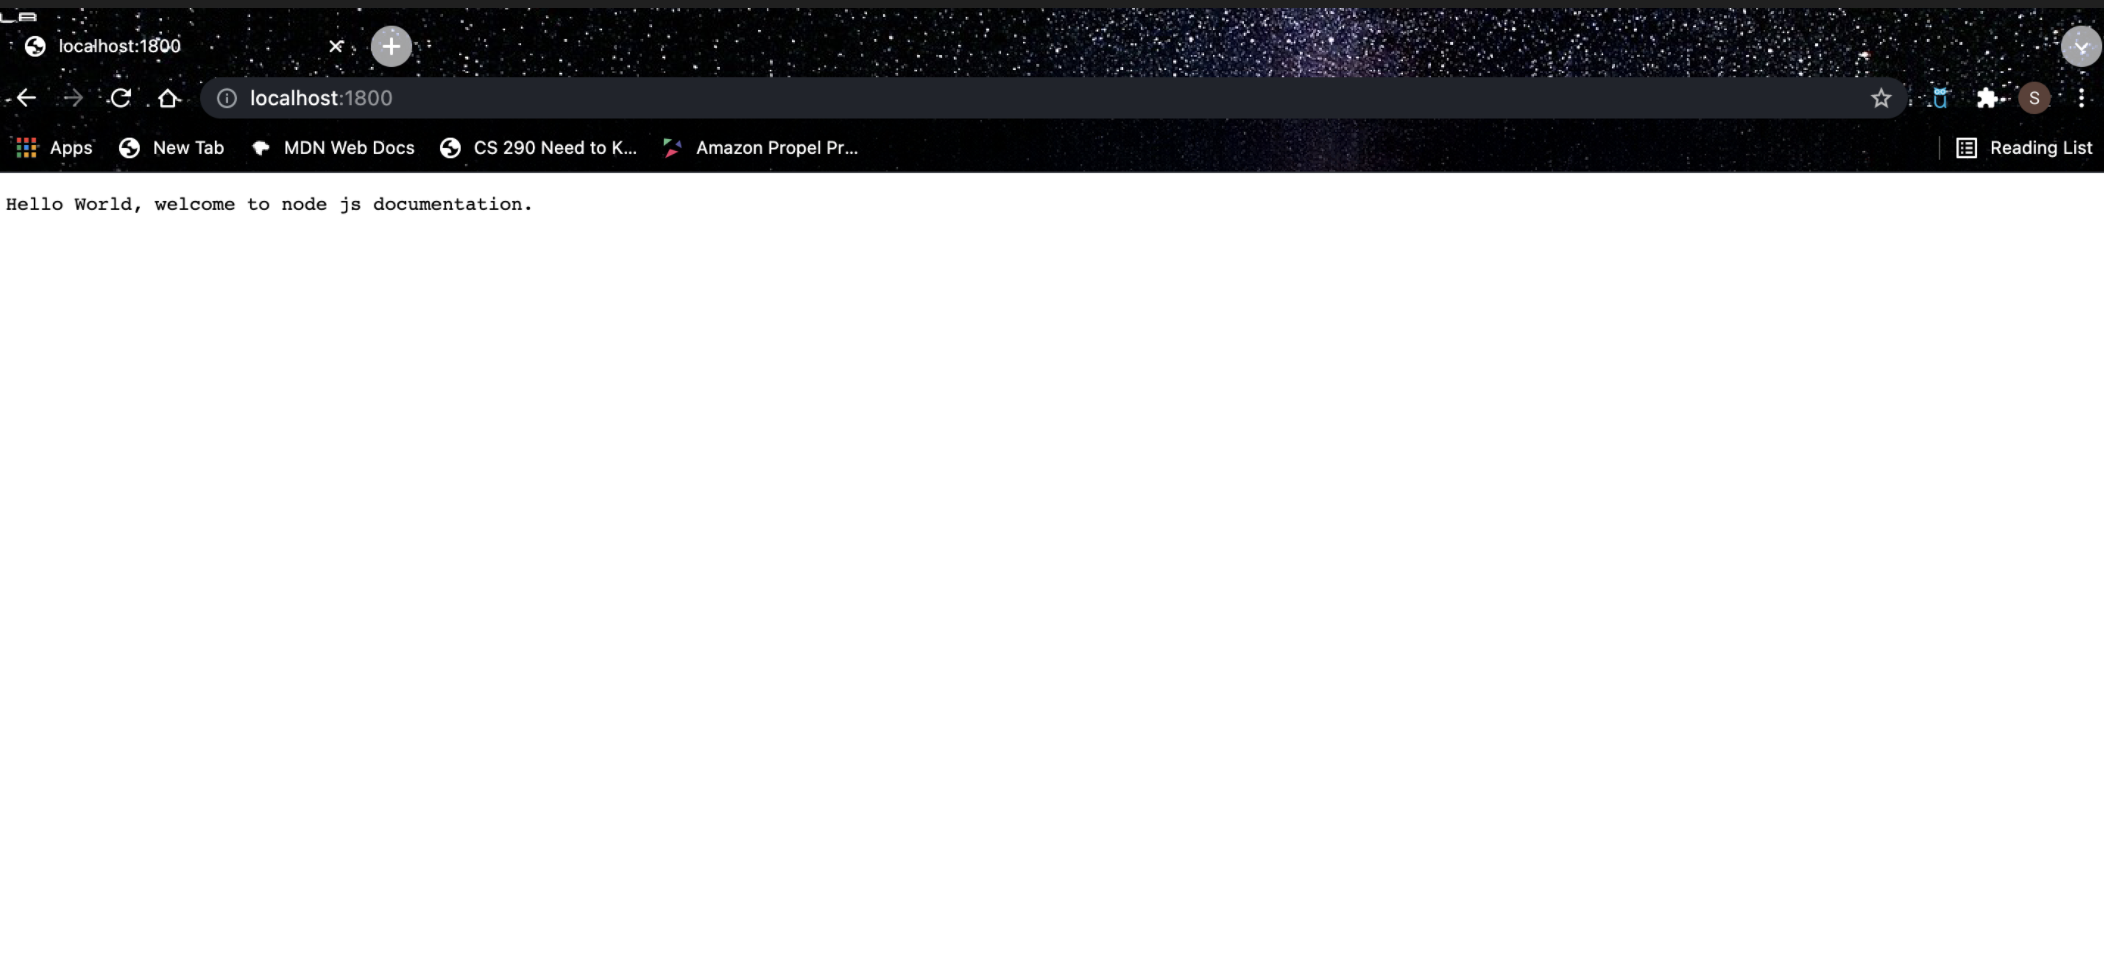 localhost:1800
localhost:1800
S
Apps New Tab MDN Web Docs CS 290 Need to K... Amazon Propel Pr... Reading List
Hello World, welcome to node js documentation.